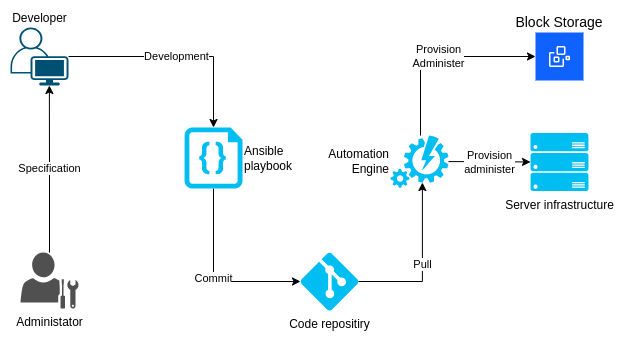 Developer
Block Storage
Development
Provision
Administer
Ansible
playbook
Automation
Engine
Provision
administer
Specification
Server infrastructure
Commit
Pull
Administator
Code repositiry